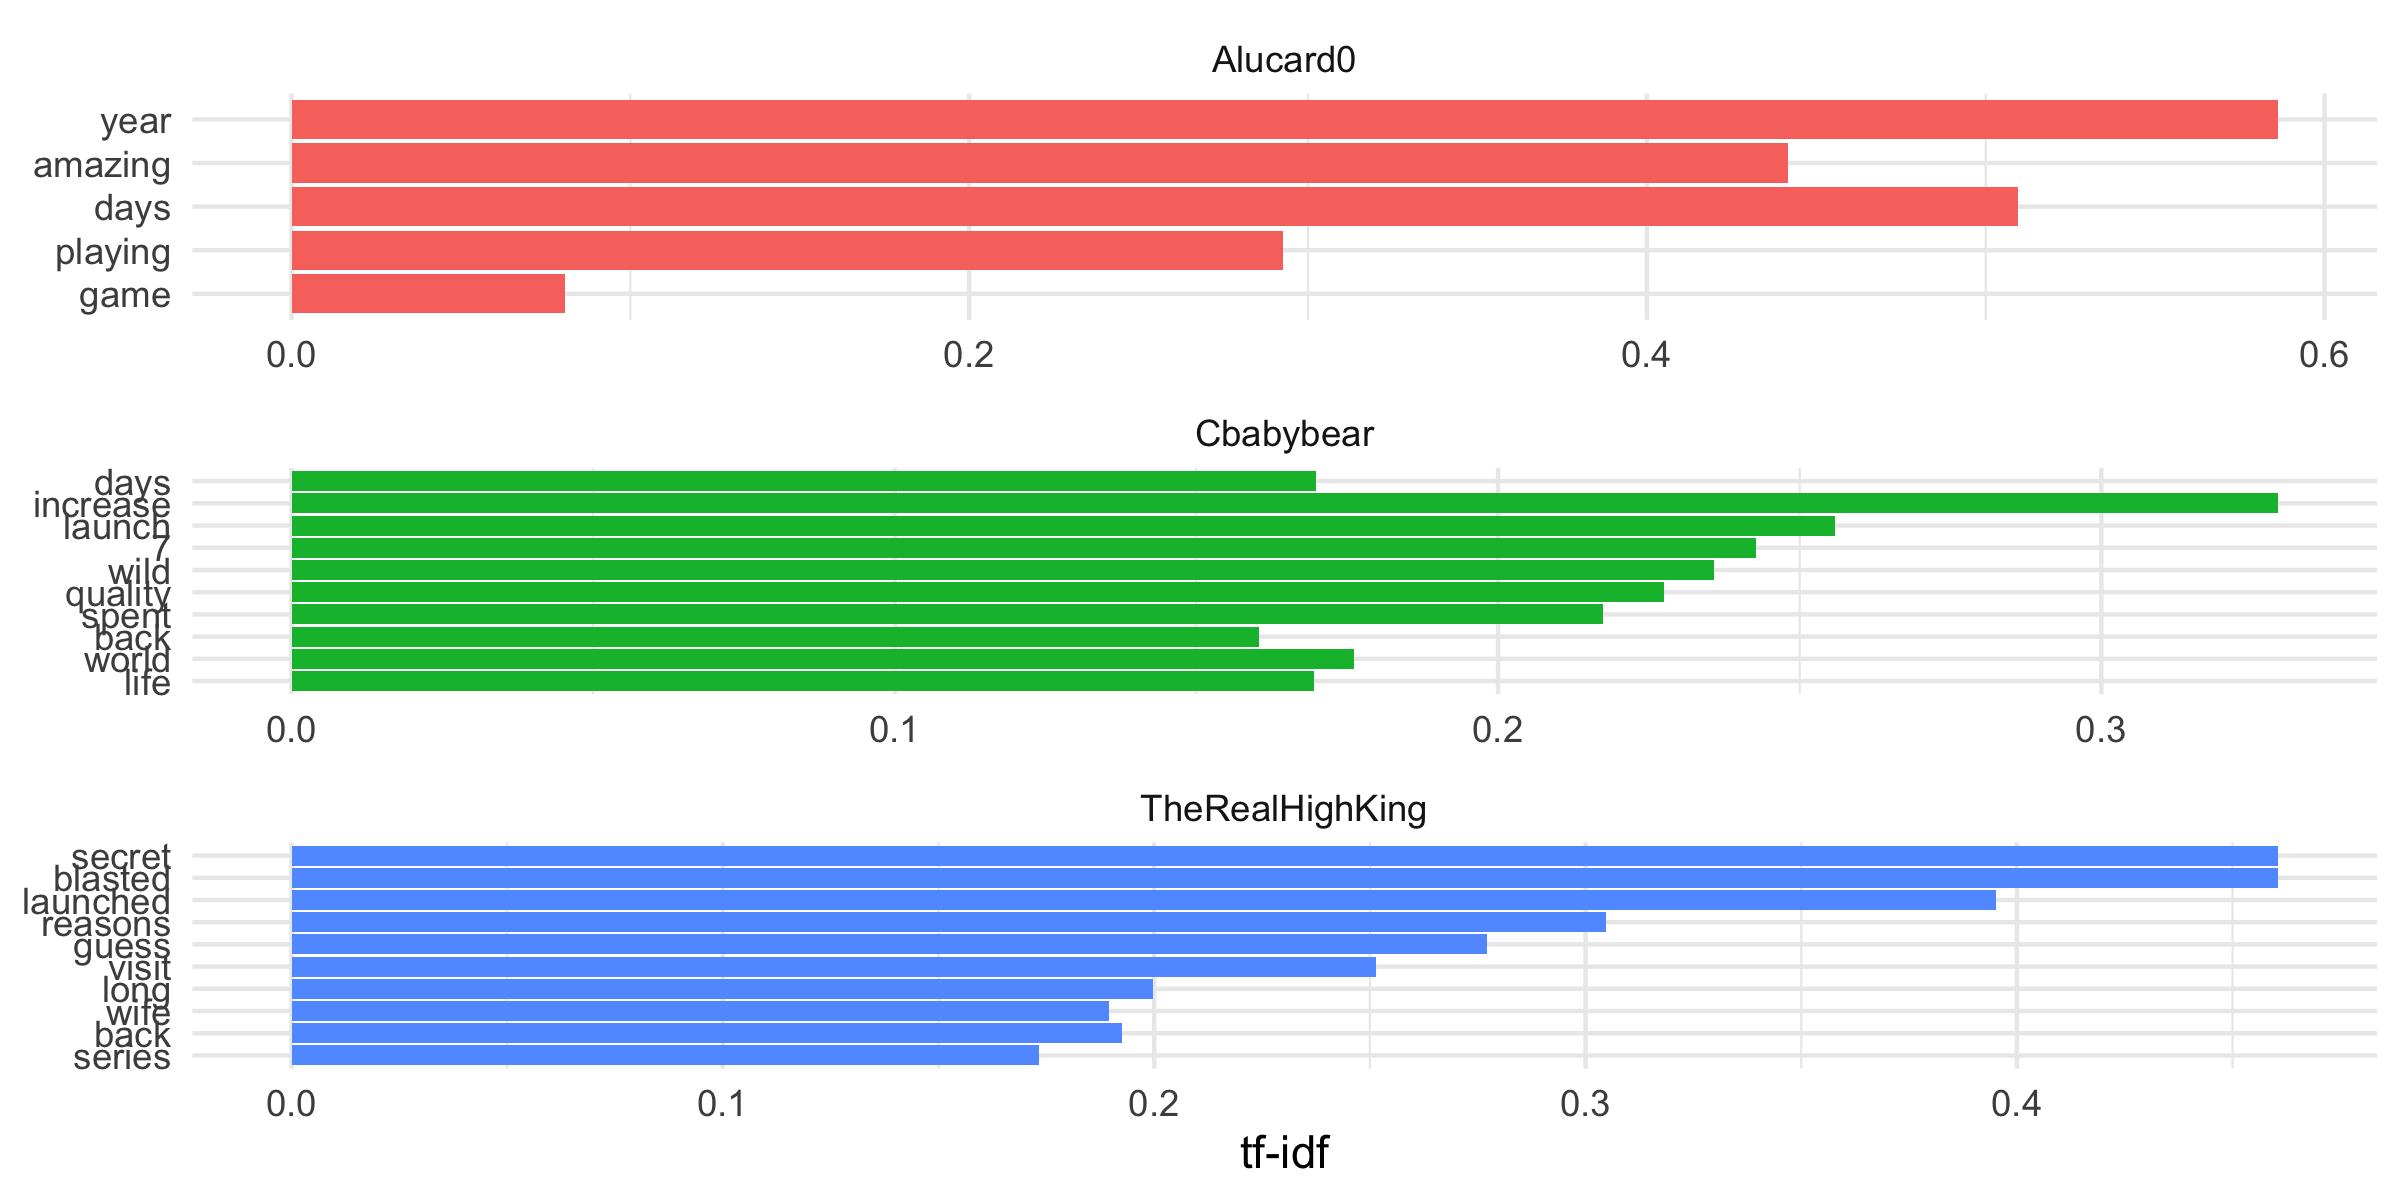 Alucard0
year
amazing
days
playing
game
0.0 0.2 0.4 0.6
Cbabybear
days
increase
launch
7
wild
quality
spent
back
world
life
0.0 0.1 0.2 0.3
TheRealHighKing
secret
blasted
launched
reasons
guess
visit
long
wife
back
series
0.0 0.1 0.2 0.3 0.4
tf-idf